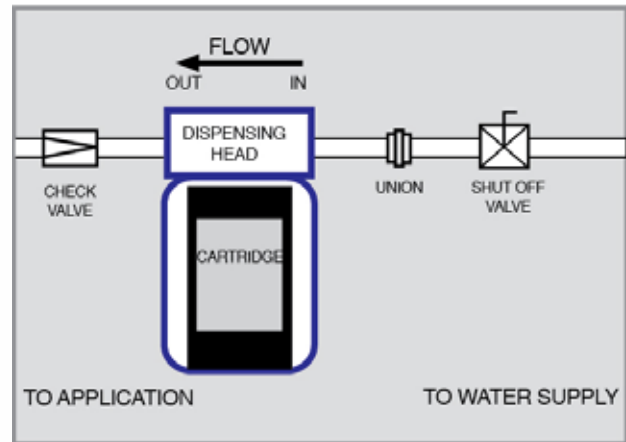 FLOW
OUT IN
DISPENSING
HEAD
CHECK
VALVE
UNION
SHUT OFF
VALVE
CARTRIDGE
TO APPLICATION
TO WATER SUPPLY